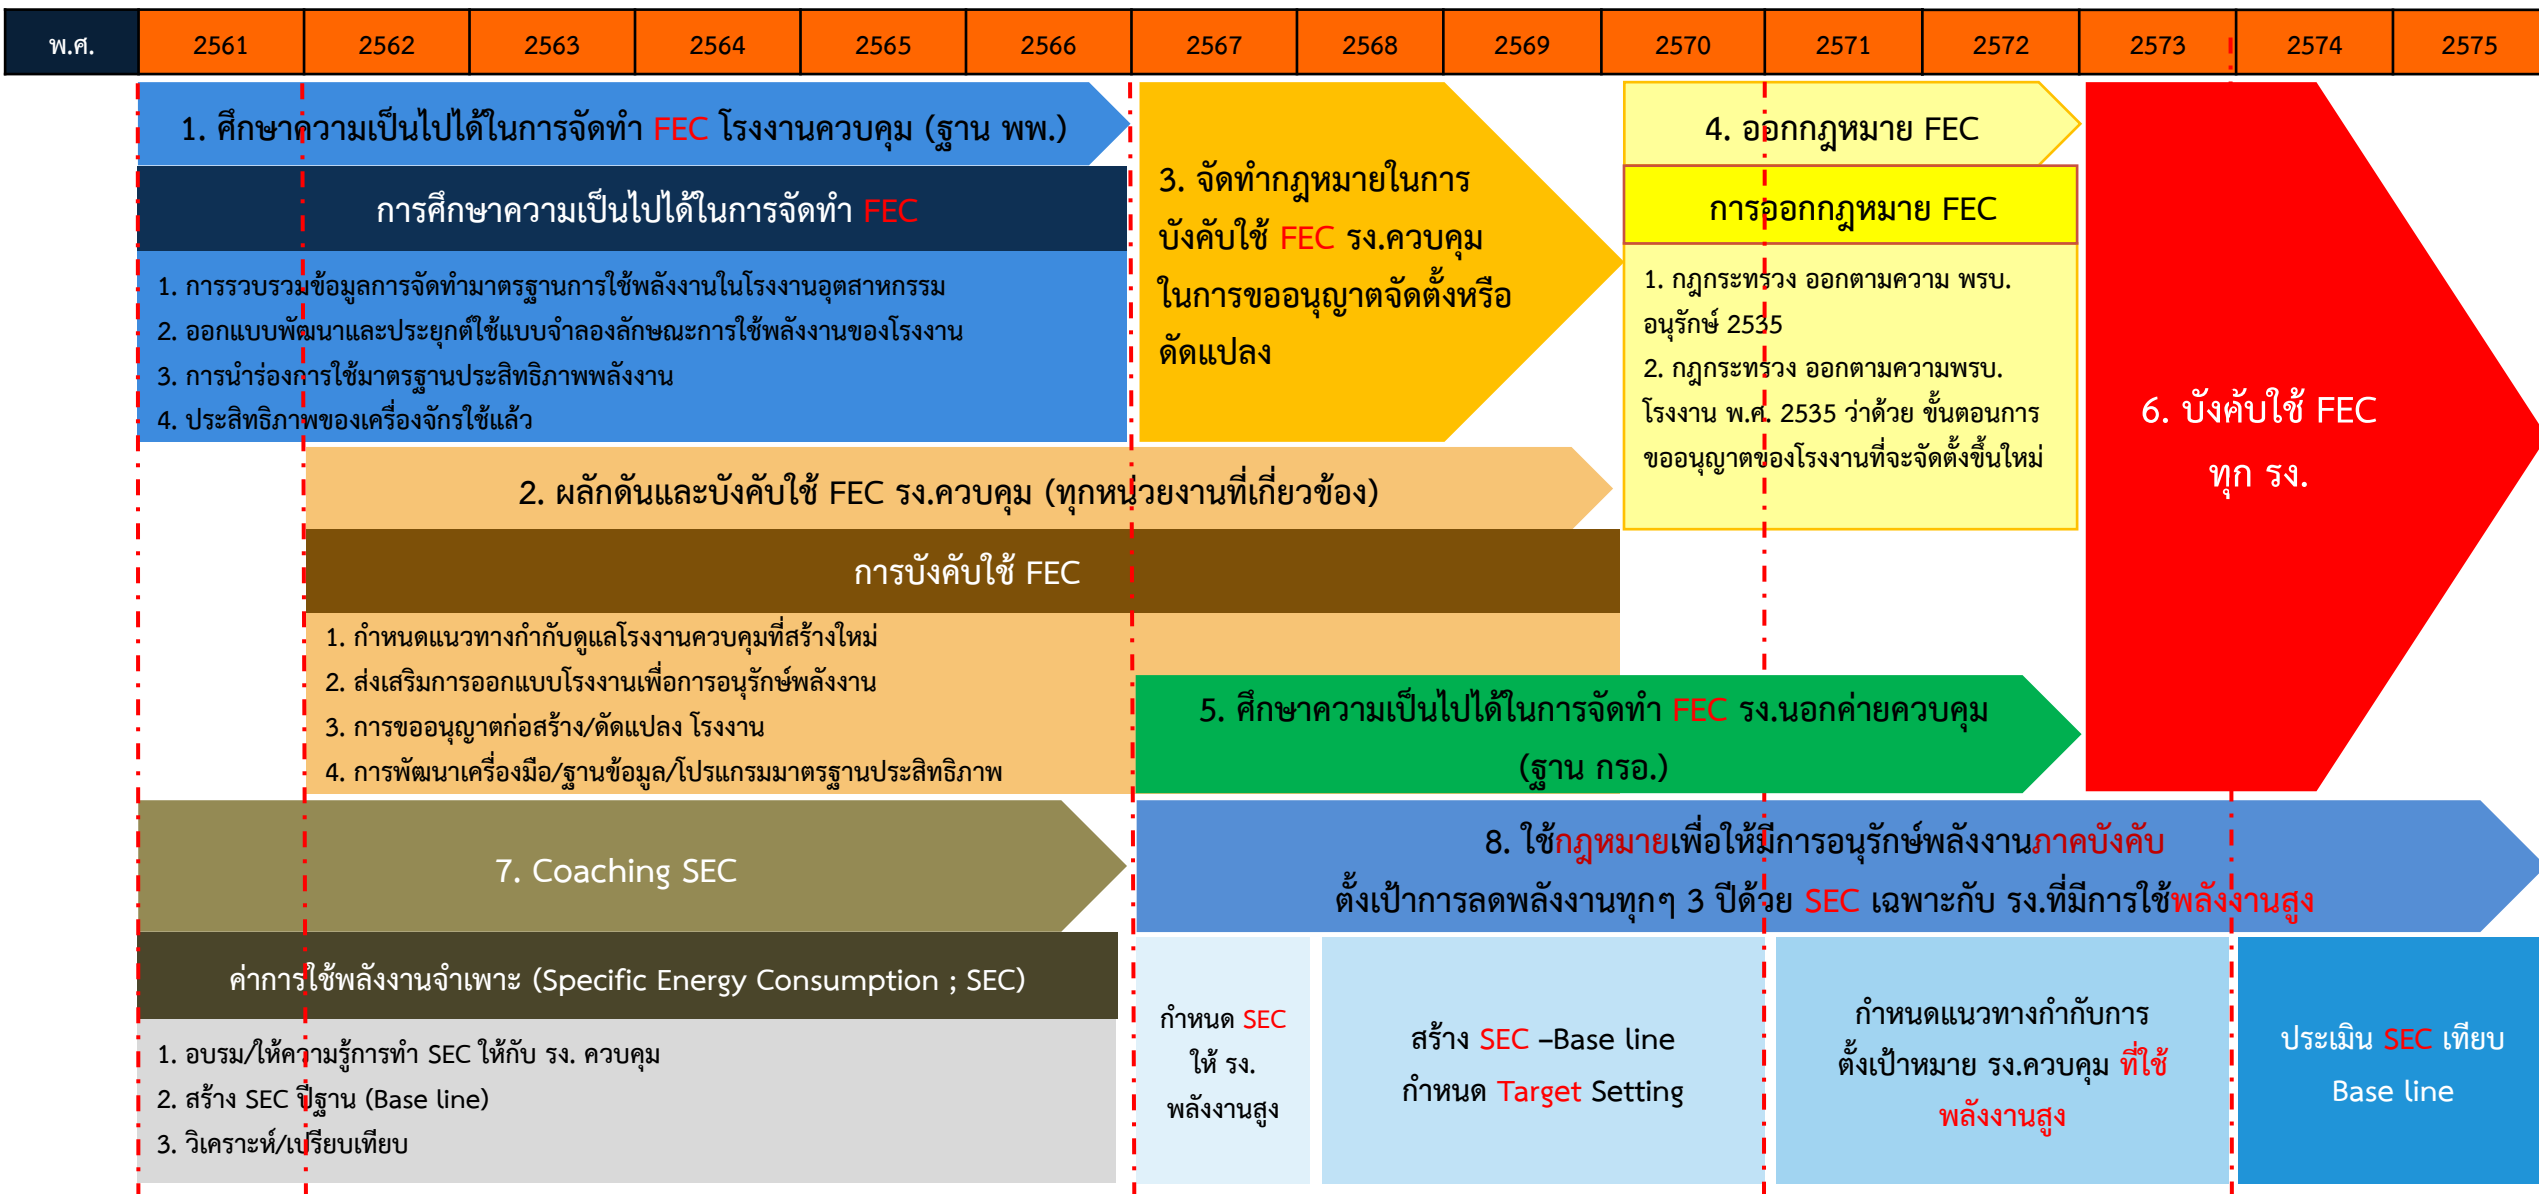 พ.ศ. 2561 2562 2563 2564 2565 2566 2567 2568 2569 2570 2571 2572 2573 2574 2575
1. ศึกษาความเป็นไปได้ในการจัดทำ FEC โรงงานควบคุม (ฐาน พพ.)
การศึกษาความเป็นไปได้ในการจัดทำ FEC
1. การรวบรวมข้อมูลการจัดทำมาตรฐานการใช้พลังงานในโรงงานอุตสาหกรรม
2. ออกแบบพัฒนาและประยุกต์ใช้แบบจำลองลักษณะการใช้พลังงานของโรงงาน
3. การนำร่องการใช้มาตรฐานประสิทธิภาพพลังงาน
4. ประสิทธิภาพของเครื่องจักรใช้แล้ว
3. จัดทำกฎหมายในการ
บังคับใช้ FEC รง.ควบคุม
ในการขออนุญาตจัดตั้งหรือ
ดัดแปลง
4. ออกกฎหมาย FEC
การออกกฎหมาย FEC
1. กฎกระทรวง ออกตามความ พรบ.
อนุรักษ์ 2535
2. กฎกระทรวง ออกตามความพรบ.
โรงงาน พ.ศ. 2535 ว่าด้วย ขั้นตอนการ
ขออนุญาตของโรงงานที่จะจัดตั้งขึ้นใหม่
6. บังคับใช้ FEC
ทุก รง.
2. ผลักดันและบังคับใช้ FEC รง.ควบคุม (ทุกหน่วยงานที่เกี่ยวข้อง)
การบังคับใช้ FEC
1. กำหนดแนวทางกำกับดูแลโรงงานควบคุมที่สร้างใหม่
2. ส่งเสริมการออกแบบโรงงานเพื่อการอนุรักษ์พลังงาน
3. การขออนุญาตก่อสร้าง/ดัดแปลง โรงงาน
4. การพัฒนาเครื่องมือ/ฐานข้อมูล/โปรแกรมมาตรฐานประสิทธิภาพ
5. ศึกษาความเป็นไปได้ในการจัดทำ FEC รง.นอกค่ายควบคุม
(ฐาน กรอ.)
7. Coaching SEC
ค่าการใช้พลังงานจำเพาะ (Specific Energy Consumption ; SEC)
1. อบรม/ให้ความรู้การทำ SEC ให้กับ รง. ควบคุม
2. สร้าง SEC ปีฐาน (Base line)
3. วิเคราะห์/เปรียบเทียบ
8. ใช้กฎหมายเพื่อให้มีการอนุรักษ์พลังงานภาคบังคับ
ตั้งเป้าการลดพลังงานทุกๆ 3 ปีด้วย SEC เฉพาะกับ รง.ที่มีการใช้พลังงานสูง
กำหนด SEC
ให้ รง.
พลังงานสูง
สร้าง SEC –Base line
กำหนด Target Setting
กำหนดแนวทางกำกับการ
ตั้งเป้าหมาย รง.ควบคุม ที่ใช้
พลังงานสูง
ประเมิน SEC เทียบ
Base line